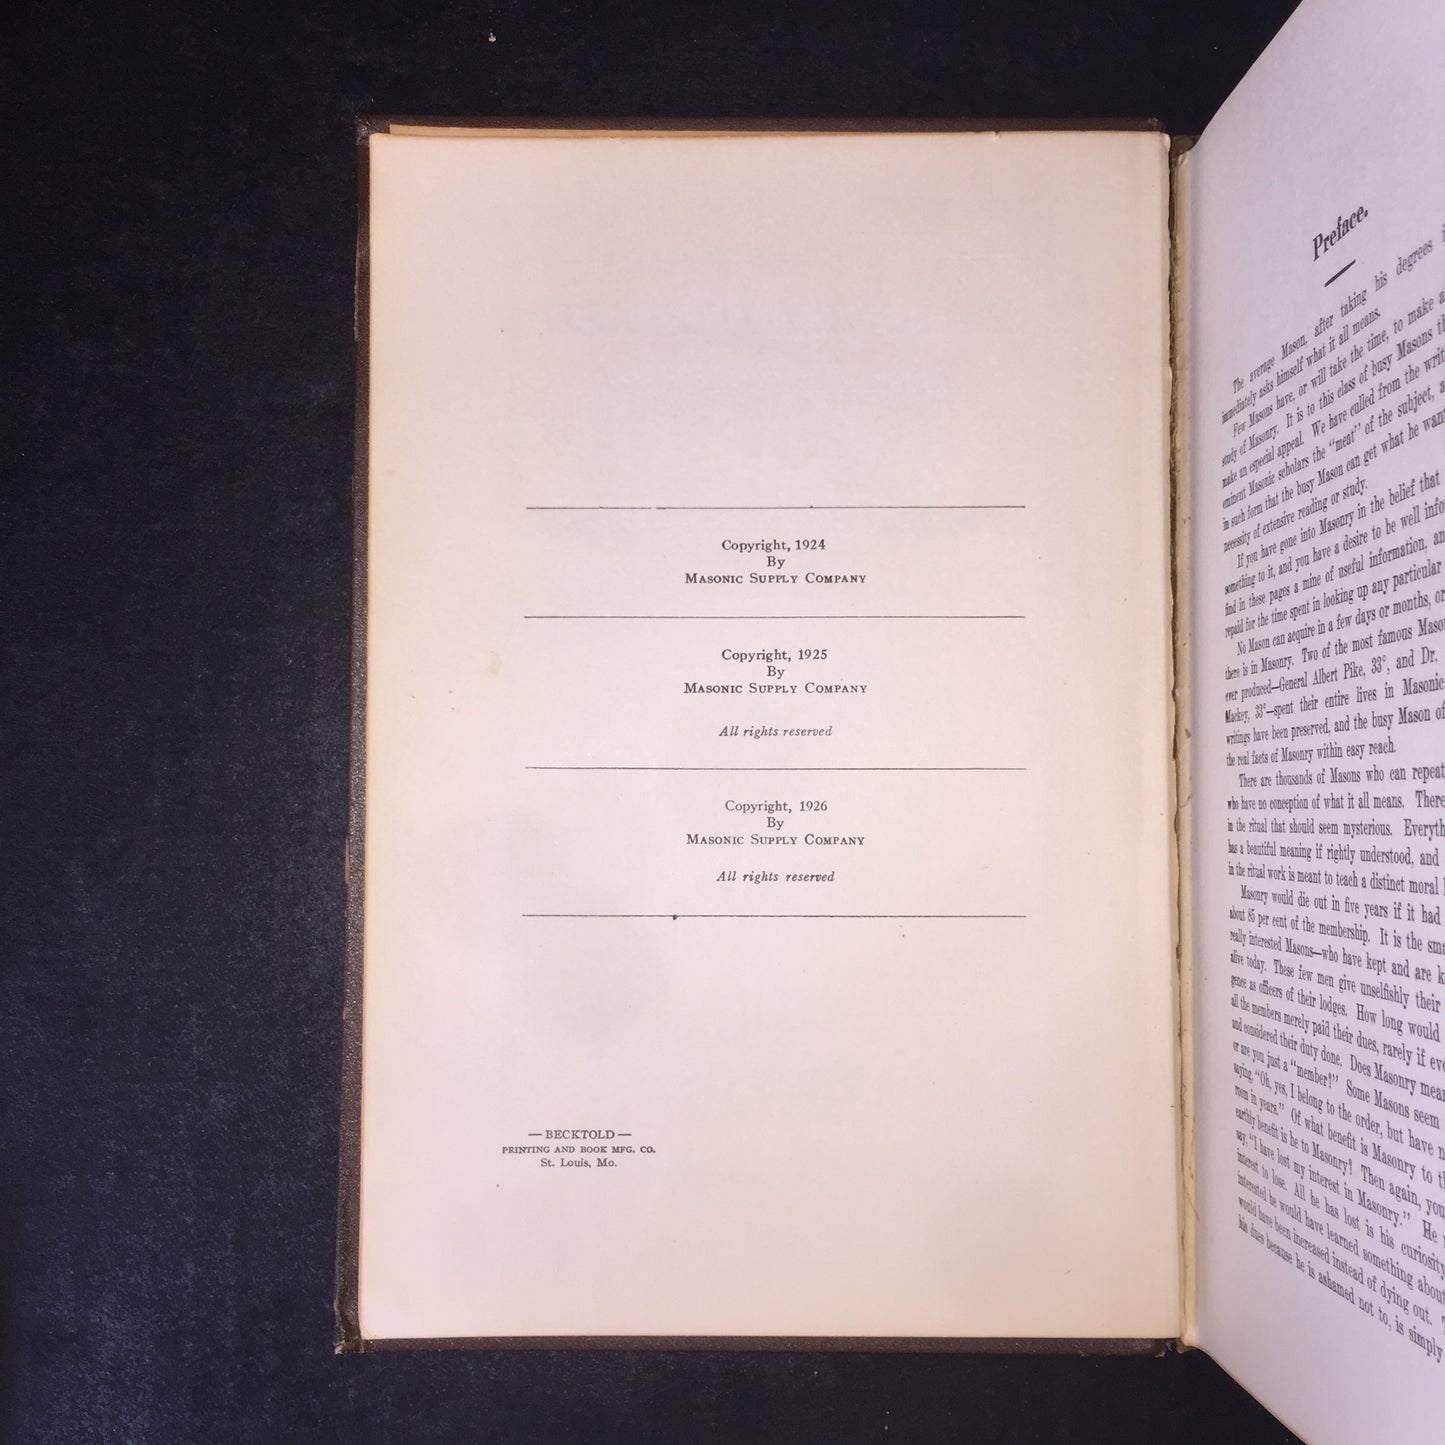 Copyright, 1924
By
Masonic Supply Company
Copyright, 1925
By
Masonic Supply Company
All rights reserved
Copyright, 1926
By
Masonic Supply Company
All rights reserved
— BECKTOLD —
PRINTING AND BOOK MFG. CO.
St. Louis, Mo.
Preface.
The average Mason, after taking his degrees
immediately asks himself what it all means.
Few Masons have, or will take the time, to make
study of Masonry. It is to this class of busy Masons
make an especial appeal. We have culled from the
eminent Masonic scholars the "meat" of the subject,
in such form that the busy Mason can get what he
necessity of extensive reading or study.
If you have gone into Masonry in the belief that
something to it, and you have a desire to be well
find in these pages a mine of useful information,
repaid for the time spent in looking up any particular
No Mason can acquire in a few days or months, or
there is in Masonry. Two of the most famous
ever produced—General Albert Pike, 33°, and Dr.
Mackey, 33°—spent their entire lives in Masonic
writings have been preserved, and the busy Mason of
the real facts of Masonry within easy reach.
There are thousands of Masons who can repeat
who have no conception of what it all means. There
in the ritual that should seem mysterious.
has a beautiful meaning if rightly understood, and
in the ritual work is meant to teach a distinct moral
Masonry would die out in five years if it had
about 85 per cent of the membership. It is the
really interested Masons—who have kept and are
alive today. These few men give unselfishly their
gence as officers of their lodges. How long would
all the members merely paid their dues, rarely if
and considered their duty done. Does Masonry
or are you just a "member?" Some Masons seem
saying, "Oh, yes, I belong to the order, but have
room in years." Of what benefit is Masonry to
earthly benefit is he to Masonry? Then again, you
say, "I have lost my interest in Masonry." He
interest to lose. All he has lost is his curiosity
interested he would have learned something about
would have been increased instead of dying out.
his dues because he is ashamed not to, is simply